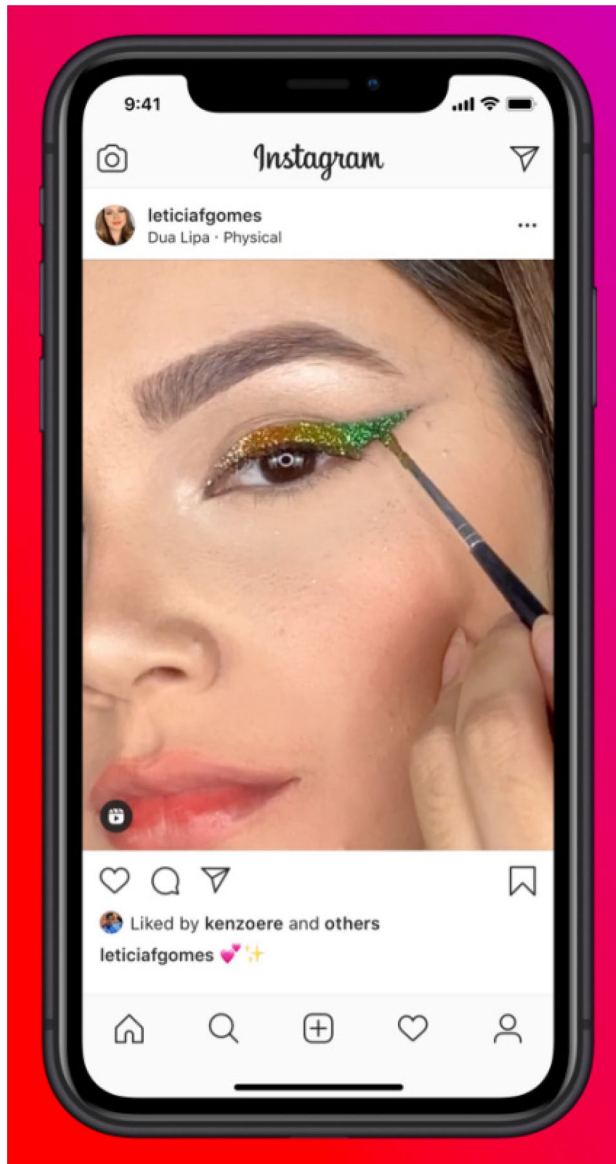 9:41
Instagram
leticiafgomes
Dua Lipa · Physical
Liked by kenzoere and others
leticiafgomes 💕✨